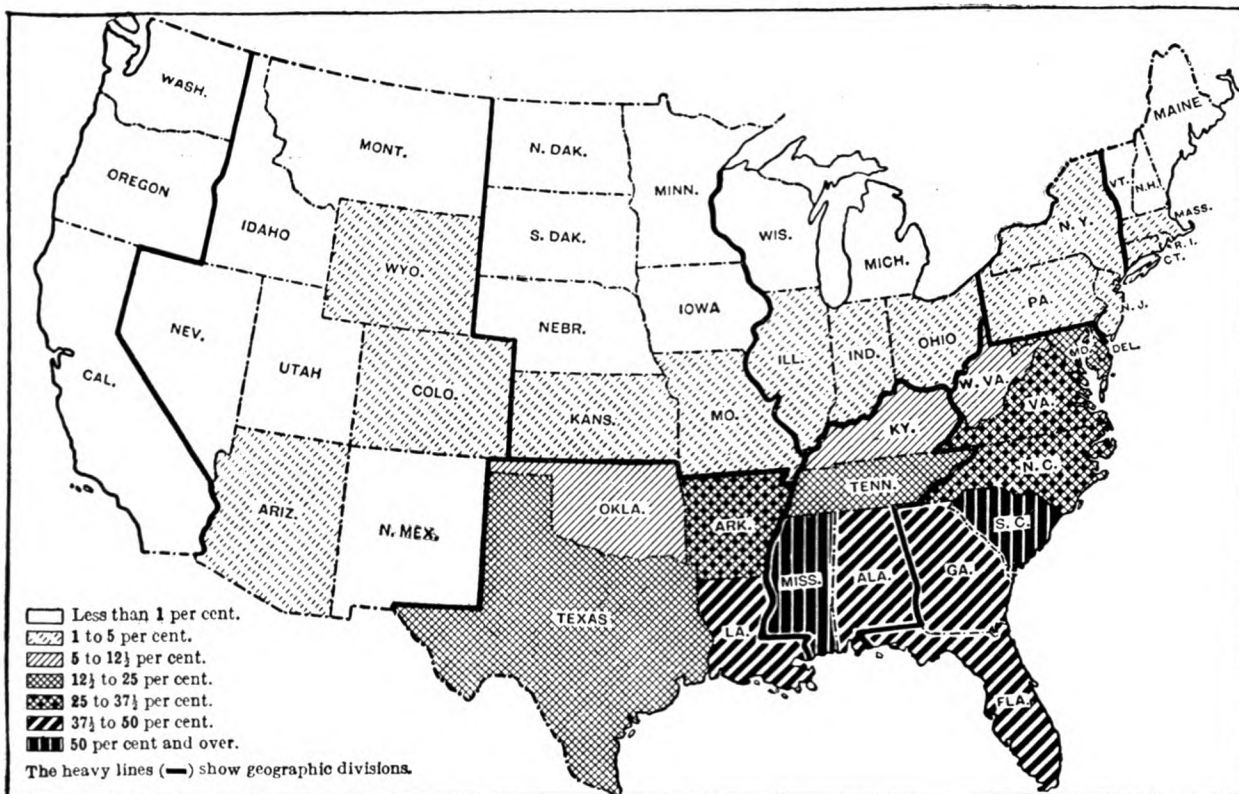 WASH.
MONT.
N. DAK.
MINN.
MAINE
OREGON
IDAHO
S. DAK.
WIS.
MICH.
VT.
N.H.
N. Y.
MASS.
R. I.
CT.
WYO.
NEBR.
IOWA
PA.
N. J.
NEV.
UTAH
COLO.
KANS.
MO.
ILL.
IND.
OHIO
MD.
DEL.
CAL.
W. VA.
VA.
KY.
N. C.
TENN.
ARIZ.
N. MEX.
OKLA.
ARK.
S. C.
MISS.
ALA.
GA.
TEXAS
LA.
FLA.
Less than 1 per cent.
1 to 5 per cent.
5 to 12½ per cent.
12½ to 25 per cent.
25 to 37½ per cent.
37½ to 50 per cent.
50 per cent and over.
The heavy lines (━) show geographic divisions.